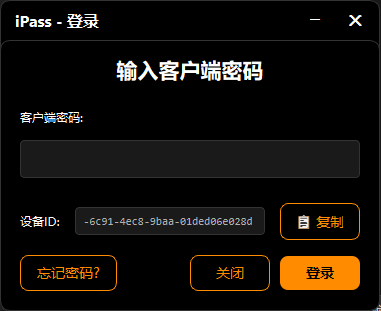 iPass - 登录
输入客户端密码
客户端密码:
设备ID: -6c91-4ec8-9baa-01ded06e028d 复制
忘记密码? 关闭 登录